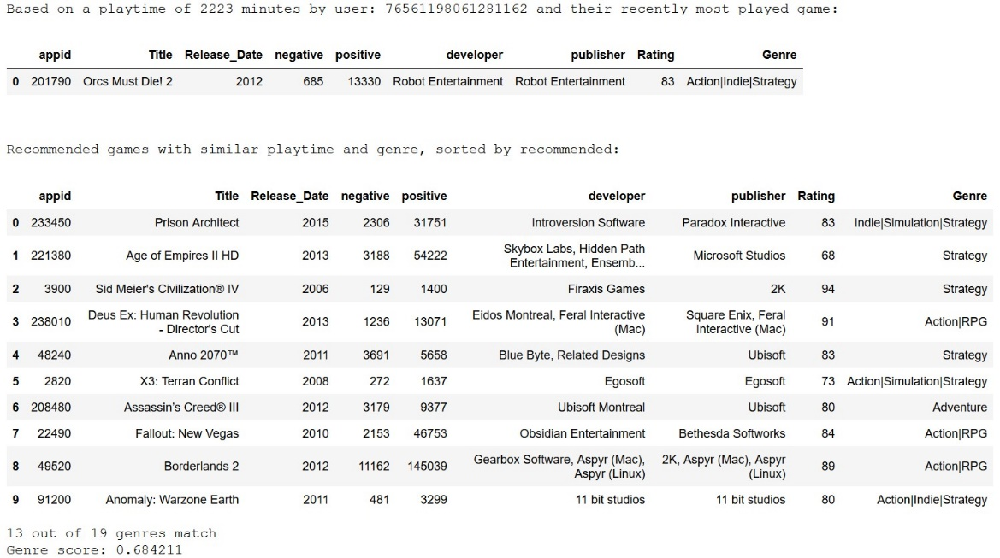 Based on a playtime of 2223 minutes by user: 76561198061281162 and their recently most played game:
appid Title Release_Date negative positive developer publisher Rating Genre
0 201790 Orcs Must Die! 2 2012 685 13330 Robot Entertainment Robot Entertainment 83 Action|Indie|Strategy
Recommended games with similar playtime and genre, sorted by recommended:
appid Title Release_Date negative positive developer publisher Rating Genre
0 233450 Prison Architect 2015 2306 31751 Introversion Software Paradox Interactive 83 Indie|Simulation|Strategy
1 221380 Age of Empires II HD 2013 3188 54222 Skybox Labs, Hidden Path
Entertainment, Ensemb... Microsoft Studios 68 Strategy
2 3900 Sid Meier's Civilization® IV 2006 129 1400 Firaxis Games 2K 94 Strategy
3 238010 Deus Ex: Human Revolution
- Director's Cut 2013 1236 13071 Eidos Montreal, Feral Interactive
(Mac) Square Enix, Feral
Interactive (Mac) 91 Action|RPG
4 48240 Anno 2070™ 2011 3691 5658 Blue Byte, Related Designs Ubisoft 83 Strategy
5 2820 X3: Terran Conflict 2008 272 1637 Egosoft Egosoft 73 Action|Simulation|Strategy
6 208480 Assassin's Creed® III 2012 3179 9377 Ubisoft Montreal Ubisoft 80 Adventure
7 22490 Fallout: New Vegas 2010 2153 46753 Obsidian Entertainment Bethesda Softworks 84 Action|RPG
8 49520 Borderlands 2 2012 11162 145039 Gearbox Software, Aspyr (Mac),
Aspyr (Linux) 2K, Aspyr (Mac), Aspyr
(Linux) 89 Action|RPG
9 91200 Anomaly: Warzone Earth 2011 481 3299 11 bit studios 11 bit studios 80 Action|Indie|Strategy
13 out of 19 genres match
Genre score: 0.684211